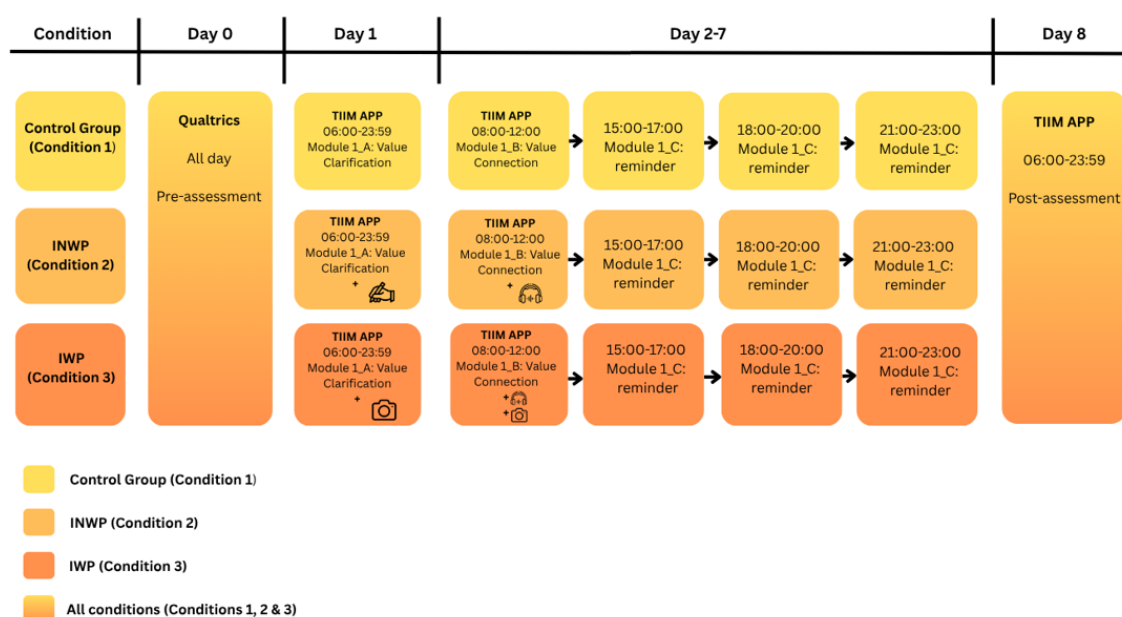 Condition
Day 0
Day 1
Day 2-7
Day 8
Control Group
(Condition 1)
Qualtrics
All day
Pre-assessment
TIIM APP
06:00-23:59
Module 1_A: Value
Clarification
TIIM APP
08:00-12:00
Module 1_B: Value
Connection
15:00-17:00
Module 1_C:
reminder
18:00-20:00
Module 1_C:
reminder
21:00-23:00
Module 1_C:
reminder
TIIM APP
06:00-23:59
Post-assessment
INWP
(Condition 2)
TIIM APP
06:00-23:59
Module 1_A: Value
Clarification
+
TIIM APP
08:00-12:00
Module 1_B: Value
Connection
+
15:00-17:00
Module 1_C:
reminder
18:00-20:00
Module 1_C:
reminder
21:00-23:00
Module 1_C:
reminder
IWP
(Condition 3)
TIIM APP
06:00-23:59
Module 1_A: Value
Clarification
+
TIIM APP
08:00-12:00
Module 1_B: Value
Connection
+
+
15:00-17:00
Module 1_C:
reminder
18:00-20:00
Module 1_C:
reminder
21:00-23:00
Module 1_C:
reminder
Control Group (Condition 1)
INWP (Condition 2)
IWP (Condition 3)
All conditions (Conditions 1, 2 & 3)